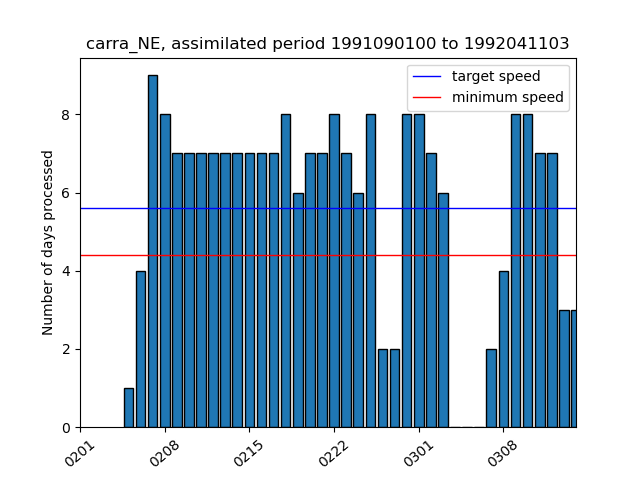 carra_NE, assimilated period 1991090100 to 1992041103
target speed
minimum speed
Number of days processed
8
6
4
2
0
0201
0208
0215
0222
0301
0308